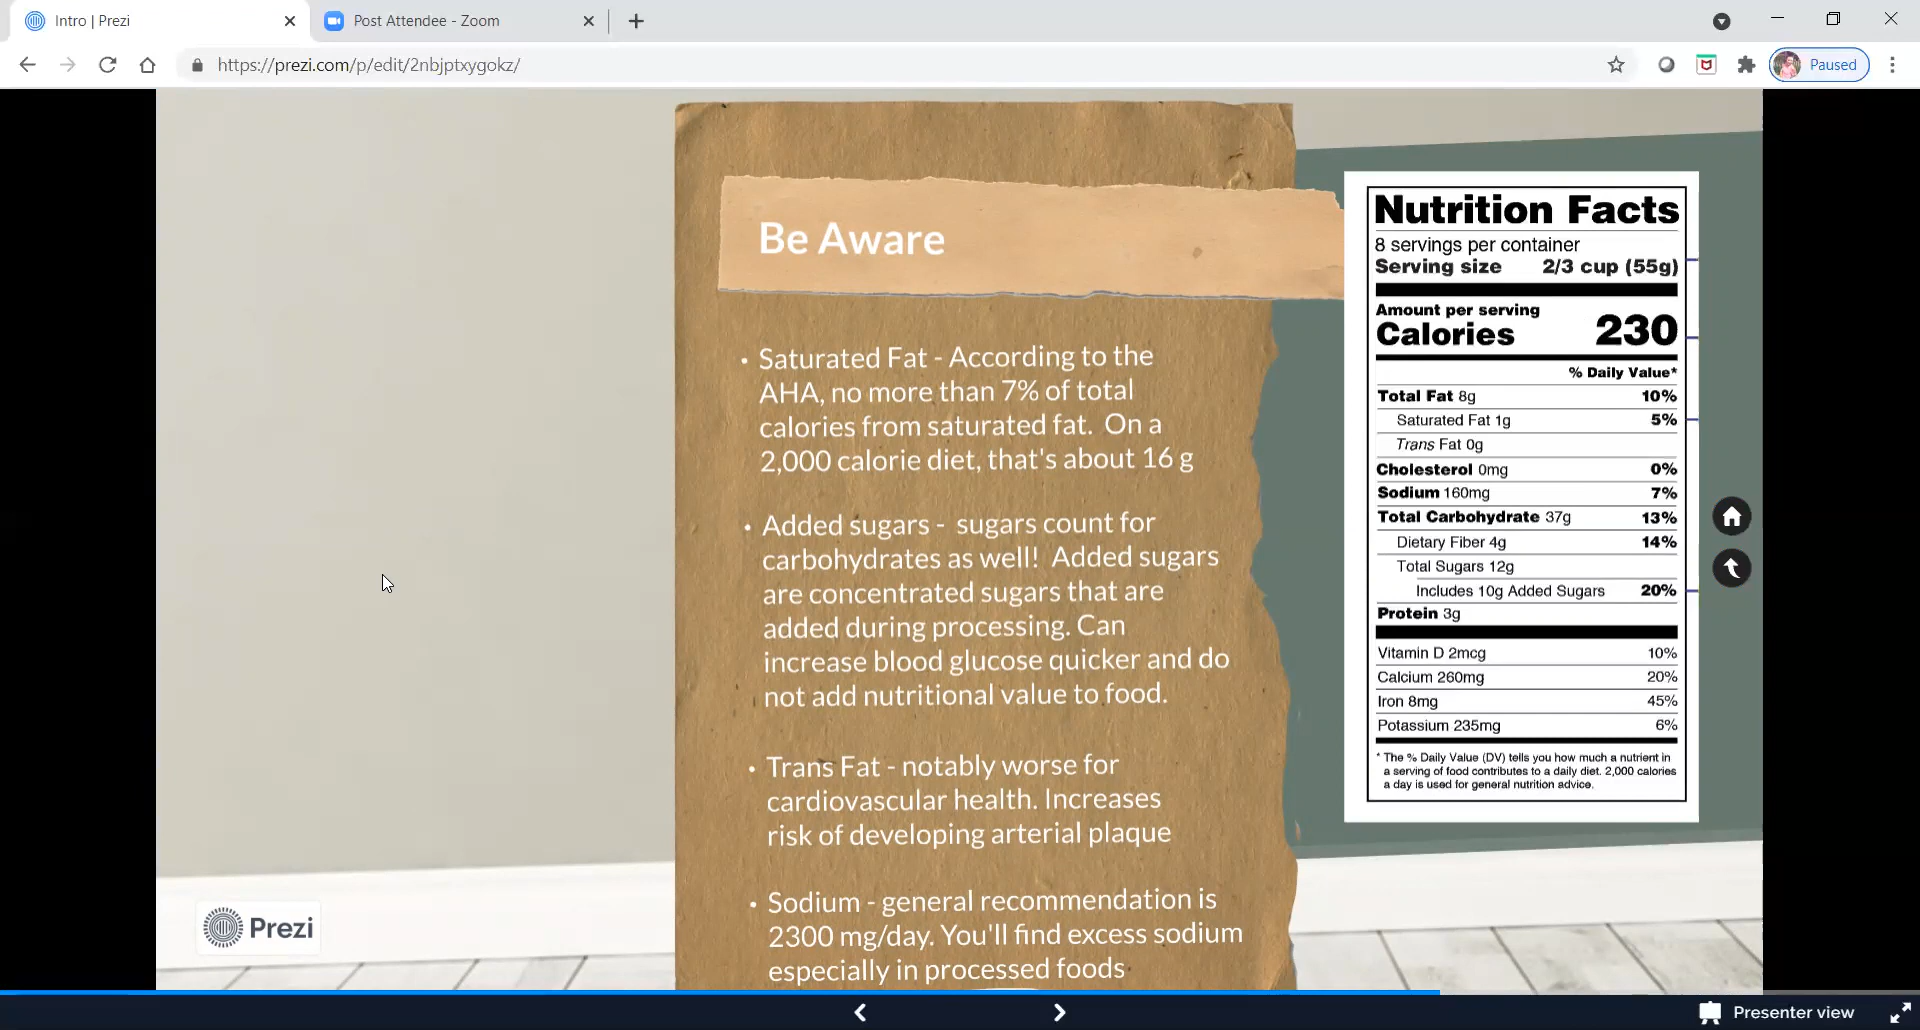 Intro | Prezi
Post Attendee - Zoom
https://prezi.com/p/edit/2nbjptxygokz/
Paused
Be Aware
• Saturated Fat - According to the
AHA, no more than 7% of total
calories from saturated fat.  On a
2,000 calorie diet, that's about 16 g
• Added sugars -  sugars count for
carbohydrates as well!  Added sugars
are concentrated sugars that are
added during processing. Can
increase blood glucose quicker and do
not add nutritional value to food.
• Trans Fat - notably worse for
cardiovascular health. Increases
risk of developing arterial plaque
• Sodium - general recommendation is
2300 mg/day. You'll find excess sodium
especially in processed foods
Nutrition Facts
8 servings per container
Serving size 2/3 cup (55g)
Amount per serving
Calories 230
% Daily Value*
Total Fat 8g 10%
Saturated Fat 1g 5%
Trans Fat 0g
Cholesterol 0mg 0%
Sodium 160mg 7%
Total Carbohydrate 37g 13%
Dietary Fiber 4g 14%
Total Sugars 12g
Includes 10g Added Sugars 20%
Protein 3g
Vitamin D 2mcg 10%
Calcium 260mg 20%
Iron 8mg 45%
Potassium 235mg 6%
* The % Daily Value (DV) tells you how much a nutrient in
a serving of food contributes to a daily diet. 2,000 calories
a day is used for general nutrition advice.
Prezi
Presenter view